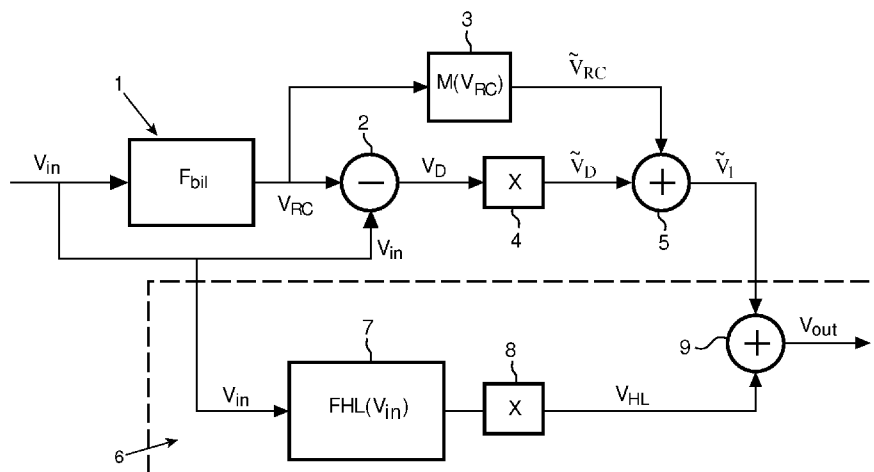 3
M(V_RC)
Ṽ_RC
1
2
V_in
F_bil
V_RC
−
V_D
X
Ṽ_D
+
Ṽ_I
4
5
V_in
7
8
9
+
V_out
V_in
FHL(V_in)
X
V_HL
6